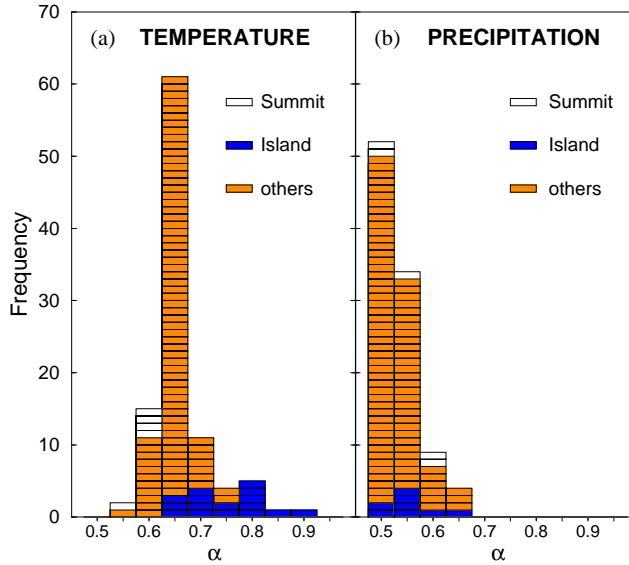 (a) TEMPERATURE
(b) PRECIPITATION
Summit
Island
others
Summit
Island
others
Frequency
70
60
50
40
30
20
10
0
0.5 0.6 0.7 0.8 0.9
0.5 0.6 0.7 0.8 0.9
α
α